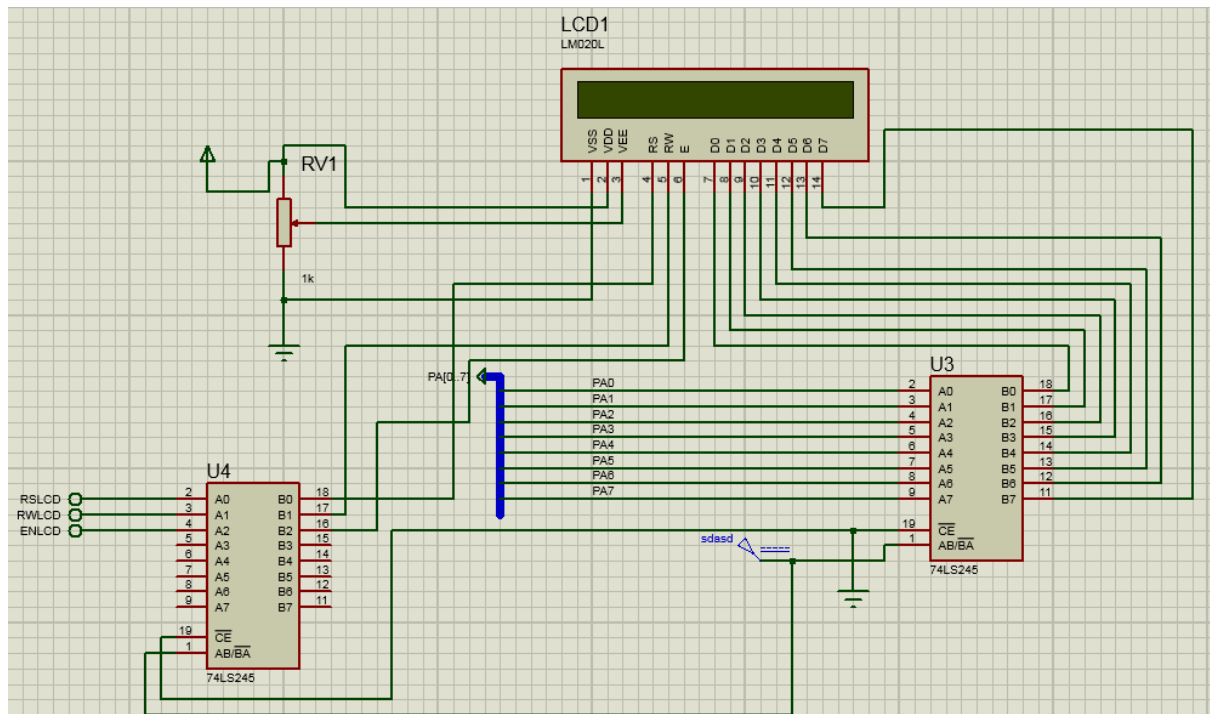 LCD1
LM020L
VSS
VDD
VEE
RS
RW
E
D0
D1
D2
D3
D4
D5
D6
D7
1
2
3
4
5
6
7
8
9
10
11
12
13
14
RV1
1k
PA[0..7]
PA0
PA1
PA2
PA3
PA4
PA5
PA6
PA7
U3
2 A0 B0 18
3 A1 B1 17
4 A2 B2 16
5 A3 B3 15
6 A4 B4 14
7 A5 B5 13
8 A6 B6 12
9 A7 B7 11
19 CE
1 AB/BA
74LS245
sdasd
U4
RSLCD 2 A0 B0 18
RWLCD 3 A1 B1 17
ENLCD 4 A2 B2 16
5 A3 B3 15
6 A4 B4 14
7 A5 B5 13
8 A6 B6 12
9 A7 B7 11
19 CE
1 AB/BA
74LS245